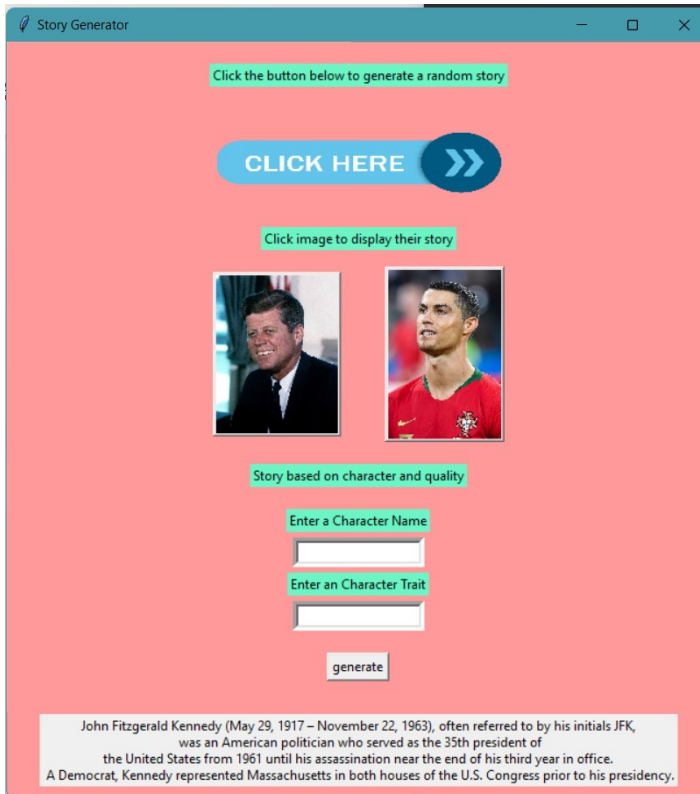 Story Generator
Click the button below to generate a random story
CLICK HERE
Click image to display their story
Story based on character and quality
Enter a Character Name
Enter an Character Trait
generate
John Fitzgerald Kennedy (May 29, 1917 – November 22, 1963), often referred to by his initials JFK,
was an American politician who served as the 35th president of
the United States from 1961 until his assassination near the end of his third year in office.
A Democrat, Kennedy represented Massachusetts in both houses of the U.S. Congress prior to his presidency.